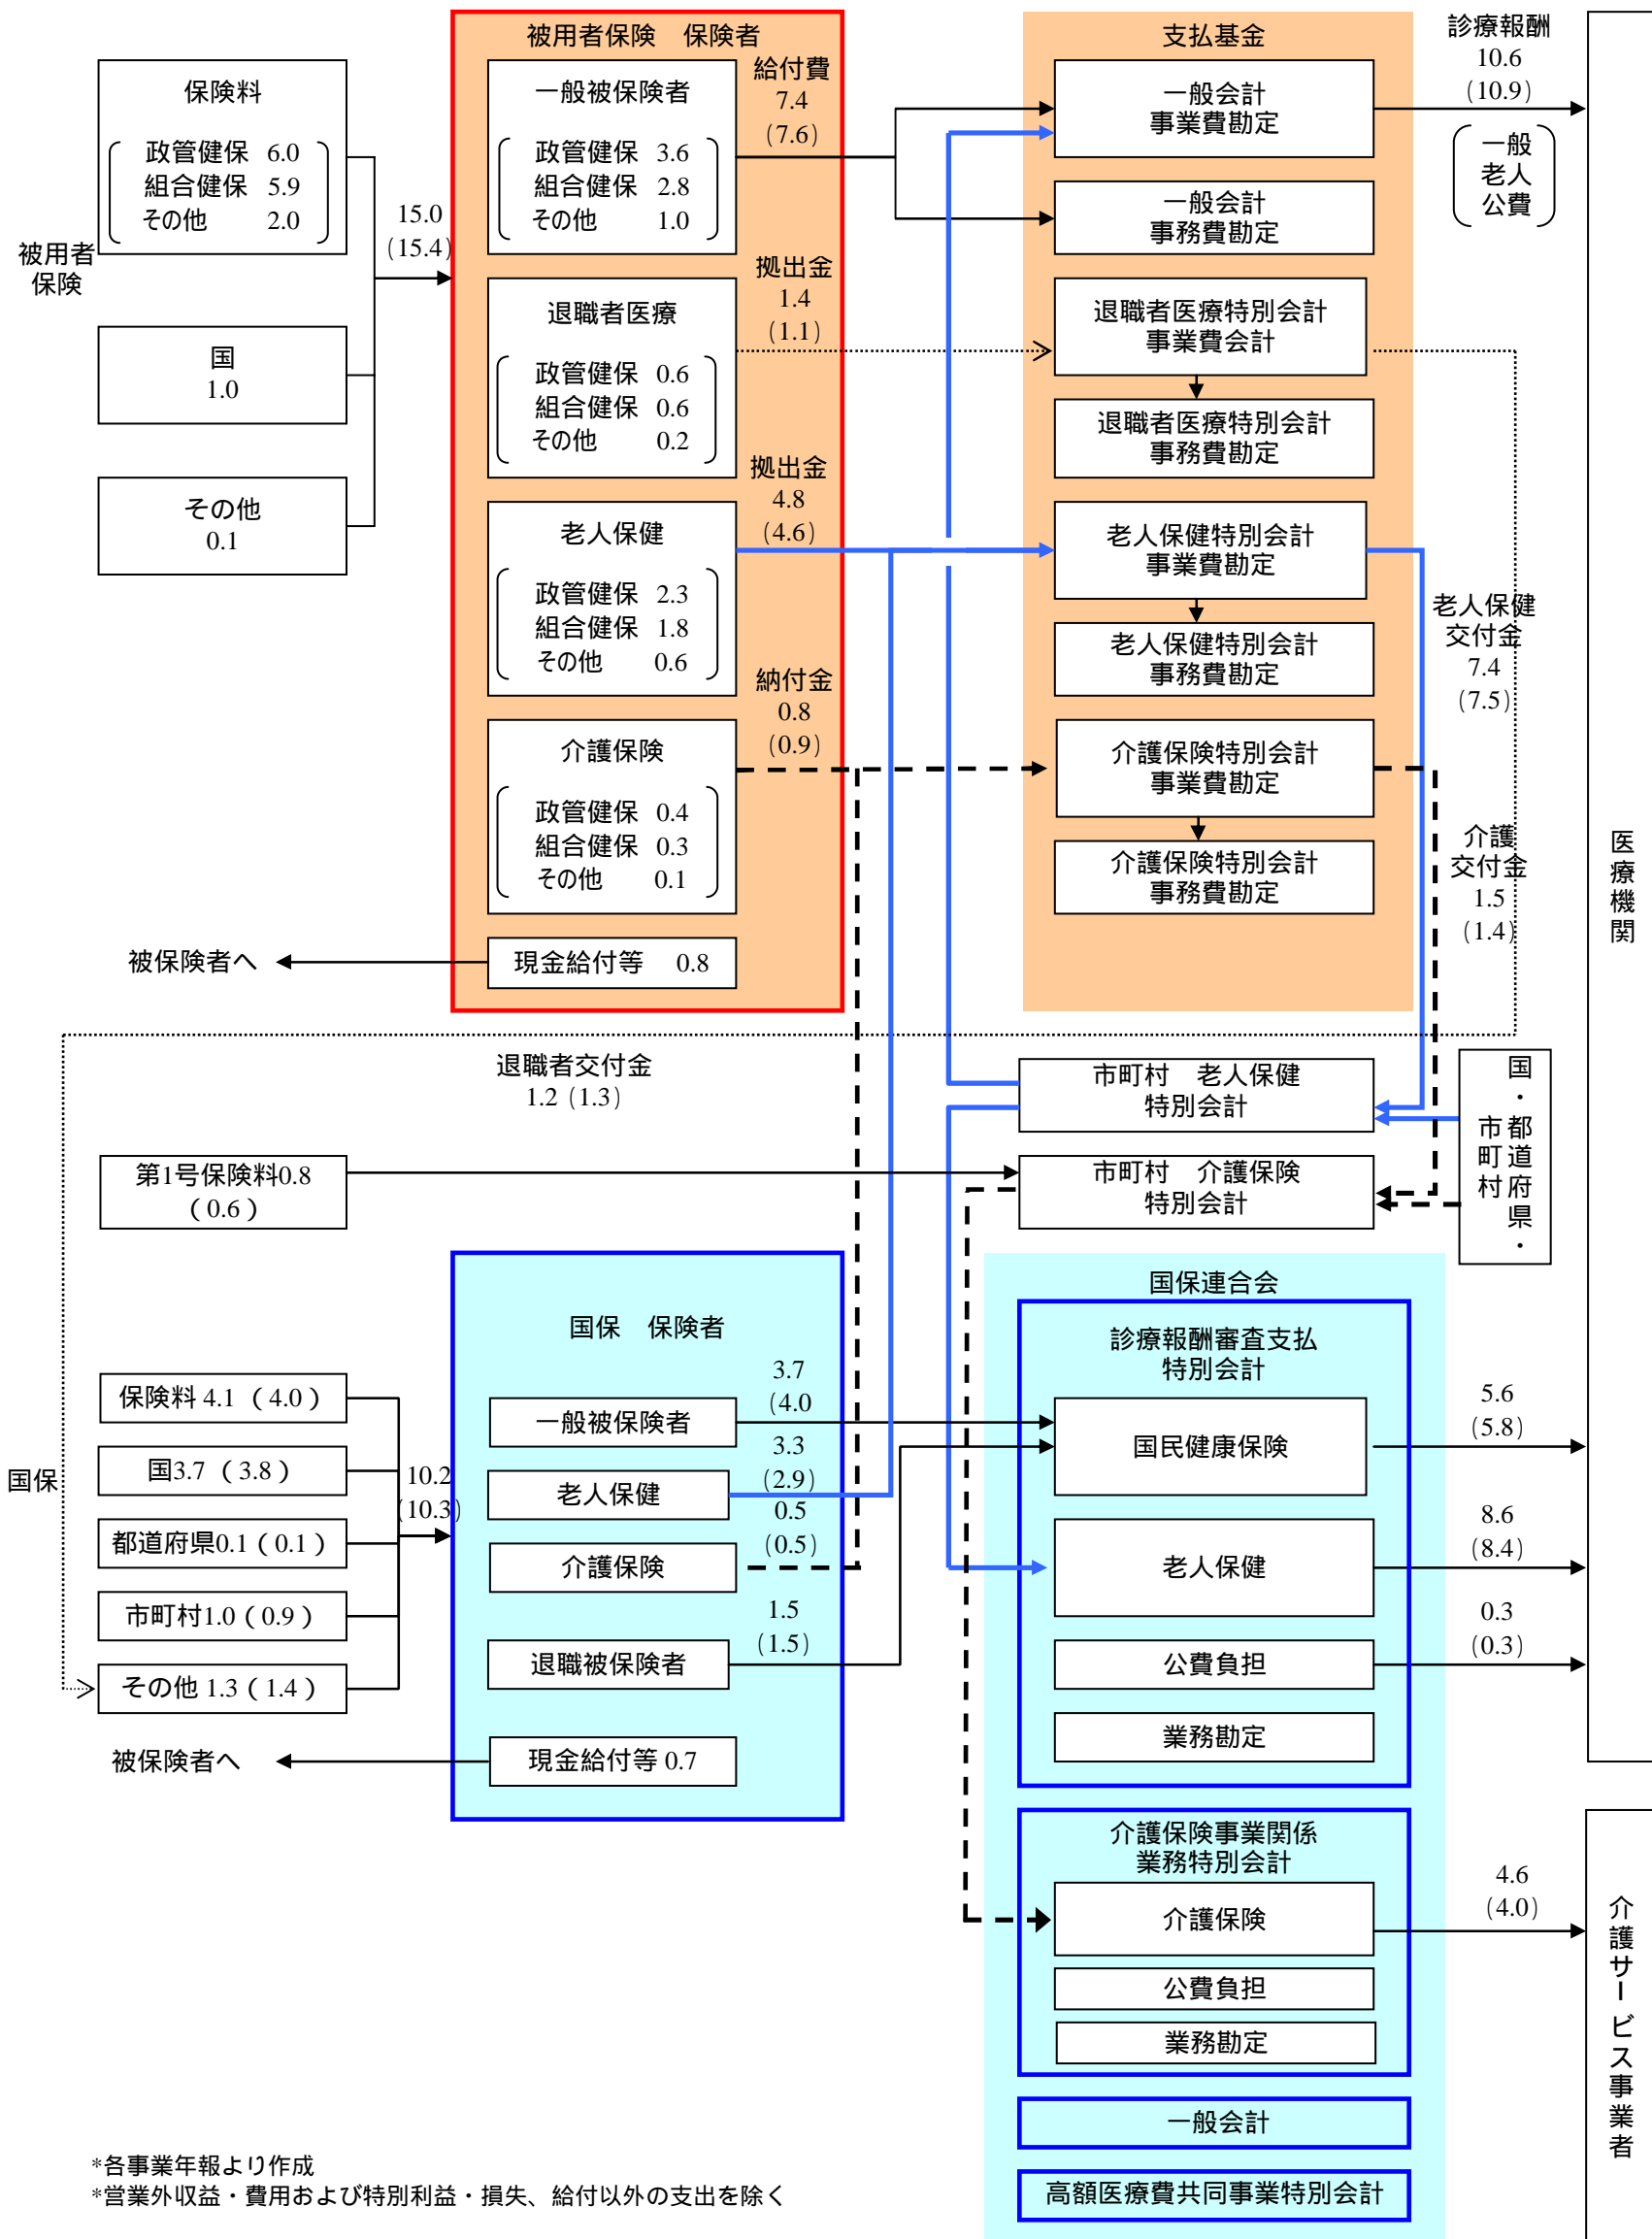 被用者保険　保険者
支払基金
診療報酬
10.6
(10.9)
一般
老人
公費
被用者
保険
保険料
政管健保 6.0
組合健保 5.9
その他 2.0
国
1.0
その他
0.1
15.0
(15.4)
一般被保険者
政管健保 3.6
組合健保 2.8
その他 1.0
給付費
7.4
(7.6)
退職者医療
政管健保 0.6
組合健保 0.6
その他 0.2
拠出金
1.4
(1.1)
老人保健
政管健保 2.3
組合健保 1.8
その他 0.6
拠出金
4.8
(4.6)
介護保険
政管健保 0.4
組合健保 0.3
その他 0.1
納付金
0.8
(0.9)
現金給付等　0.8
被保険者へ
一般会計
事業費勘定
一般会計
事務費勘定
退職者医療特別会計
事業費会計
退職者医療特別会計
事務費勘定
老人保健特別会計
事業費勘定
老人保健特別会計
事務費勘定
介護保険特別会計
事業費勘定
介護保険特別会計
事務費勘定
老人保健
交付金
7.4
(7.5)
介護
交付金
1.5
(1.4)
医療機関
退職者交付金
1.2 (1.3)
市町村　老人保健
特別会計
市町村　介護保険
特別会計
国・都道府県・
市町村
第1号保険料0.8
（0.6）
国保
保険料 4.1 （4.0）
国3.7 （3.8）
都道府県0.1（0.1）
市町村1.0（0.9）
その他 1.3（1.4）
10.2
(10.3)
国保　保険者
一般被保険者
3.7
(4.0
老人保健
3.3
(2.9)
介護保険
0.5
(0.5)
退職被保険者
1.5
(1.5)
現金給付等 0.7
被保険者へ
国保連合会
診療報酬審査支払
特別会計
国民健康保険
5.6
(5.8)
老人保健
8.6
(8.4)
公費負担
0.3
(0.3)
業務勘定
介護保険事業関係
業務特別会計
介護保険
4.6
(4.0)
公費負担
業務勘定
一般会計
高額医療費共同事業特別会計
介護サービス事業者
*各事業年報より作成
*営業外収益・費用および特別利益・損失、給付以外の支出を除く